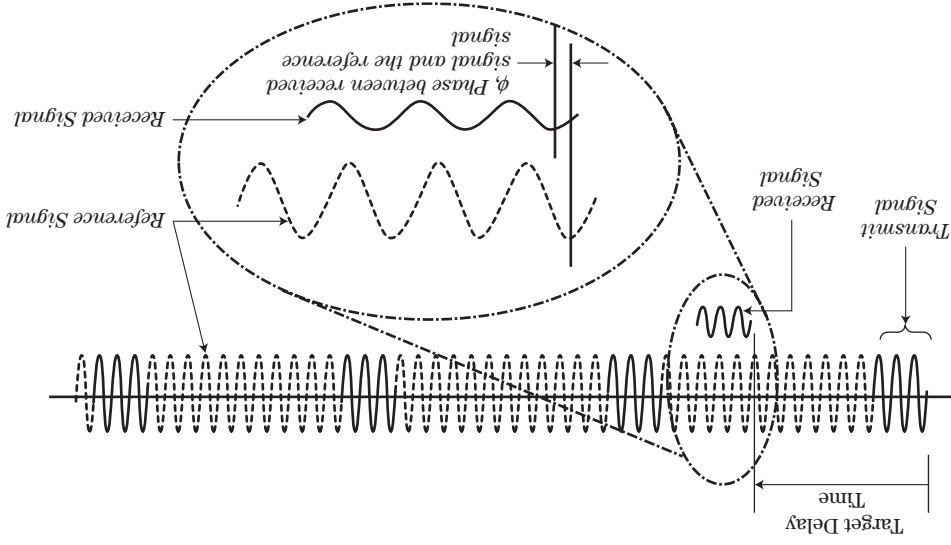 Target Delay
Time
Transmit
Signal
Received
Signal
Reference Signal
Received Signal
ϕ, Phase between received
signal and the reference
signal